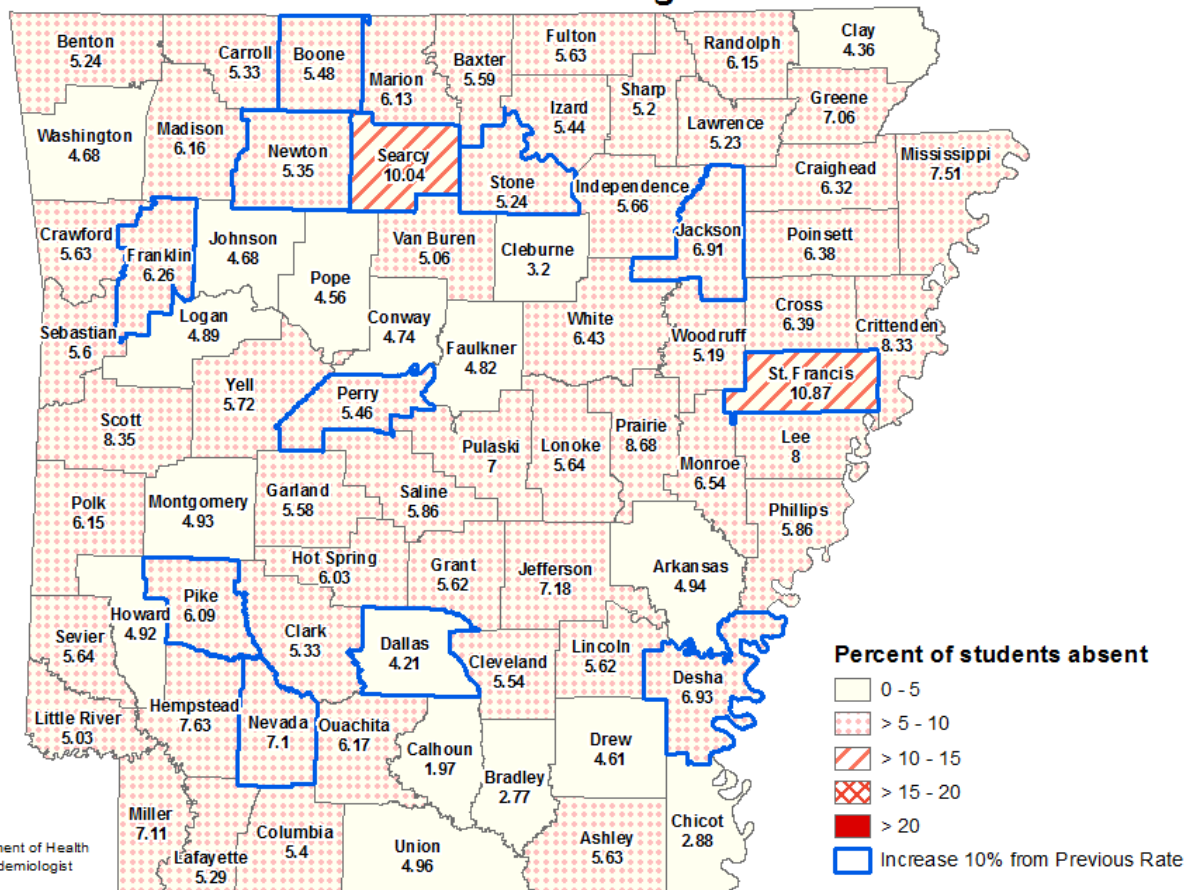 Benton
5.24
Carroll
5.33
Boone
5.48
Marion
6.13
Baxter
5.59
Fulton
5.63
Randolph
6.15
Clay
4.36
Washington
4.68
Madison
6.16
Newton
5.35
Searcy
10.04
Izard
5.44
Sharp
5.2
Lawrence
5.23
Greene
7.06
Stone
5.24
Independence
5.66
Craighead
6.32
Mississippi
7.51
Crawford
5.63
Franklin
6.26
Johnson
4.68
Pope
4.56
Van Buren
5.06
Cleburne
3.2
Jackson
6.91
Poinsett
6.38
Sebastian
5.6
Logan
4.89
Conway
4.74
Faulkner
4.82
White
6.43
Woodruff
5.19
Cross
6.39
Crittenden
8.33
Scott
8.35
Yell
5.72
Perry
5.46
St. Francis
10.87
Pulaski
7
Lonoke
5.64
Prairie
8.68
Monroe
6.54
Lee
8
Polk
6.15
Montgomery
4.93
Garland
5.58
Saline
5.86
Phillips
5.86
Hot Spring
6.03
Grant
5.62
Jefferson
7.18
Arkansas
4.94
Sevier
5.64
Howard
4.92
Pike
6.09
Clark
5.33
Dallas
4.21
Cleveland
5.54
Lincoln
5.62
Desha
6.93
Little River
5.03
Hempstead
7.63
Nevada
7.1
Ouachita
6.17
Calhoun
1.97
Bradley
2.77
Drew
4.61
Miller
7.11
Lafayette
5.29
Columbia
5.4
Union
4.96
Ashley
5.63
Chicot
2.88
Percent of students absent
0 - 5
> 5 - 10
> 10 - 15
> 15 - 20
> 20
Increase 10% from Previous Rate
ment of Health
demiologist